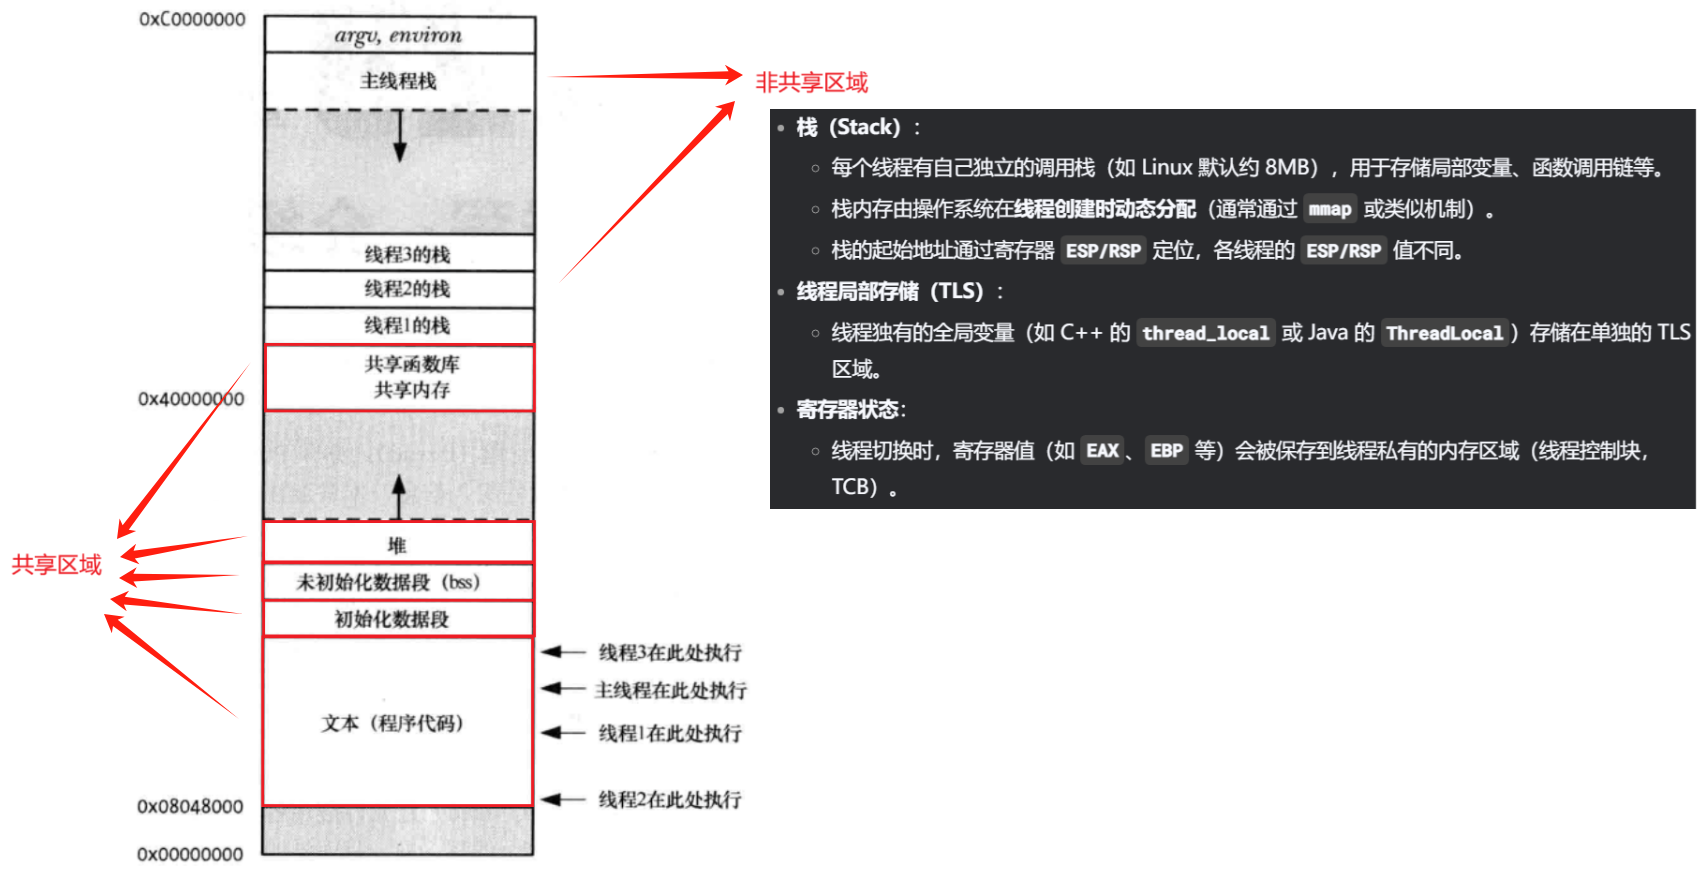 0xC0000000
argv, environ
主线程栈
线程3的栈
线程2的栈
线程1的栈
共享函数库
共享内存
0x40000000
堆
未初始化数据段（bss）
初始化数据段
文本（程序代码）
0x08048000
0x00000000
共享区域
线程3在此处执行
主线程在此处执行
线程1在此处执行
线程2在此处执行
非共享区域
• 栈（Stack）：
◦ 每个线程有自己独立的调用栈（如 Linux 默认约 8MB），用于存储局部变量、函数调用链等。
◦ 栈内存由操作系统在线程创建时动态分配（通常通过 mmap 或类似机制）。
◦ 栈的起始地址通过寄存器 ESP/RSP 定位，各线程的 ESP/RSP 值不同。
• 线程局部存储（TLS）：
◦ 线程独有的全局变量（如 C++ 的 thread_local 或 Java 的 ThreadLocal）存储在单独的 TLS
区域。
• 寄存器状态：
◦ 线程切换时，寄存器值（如 EAX、EBP 等）会被保存到线程私有的内存区域（线程控制块，
TCB）。